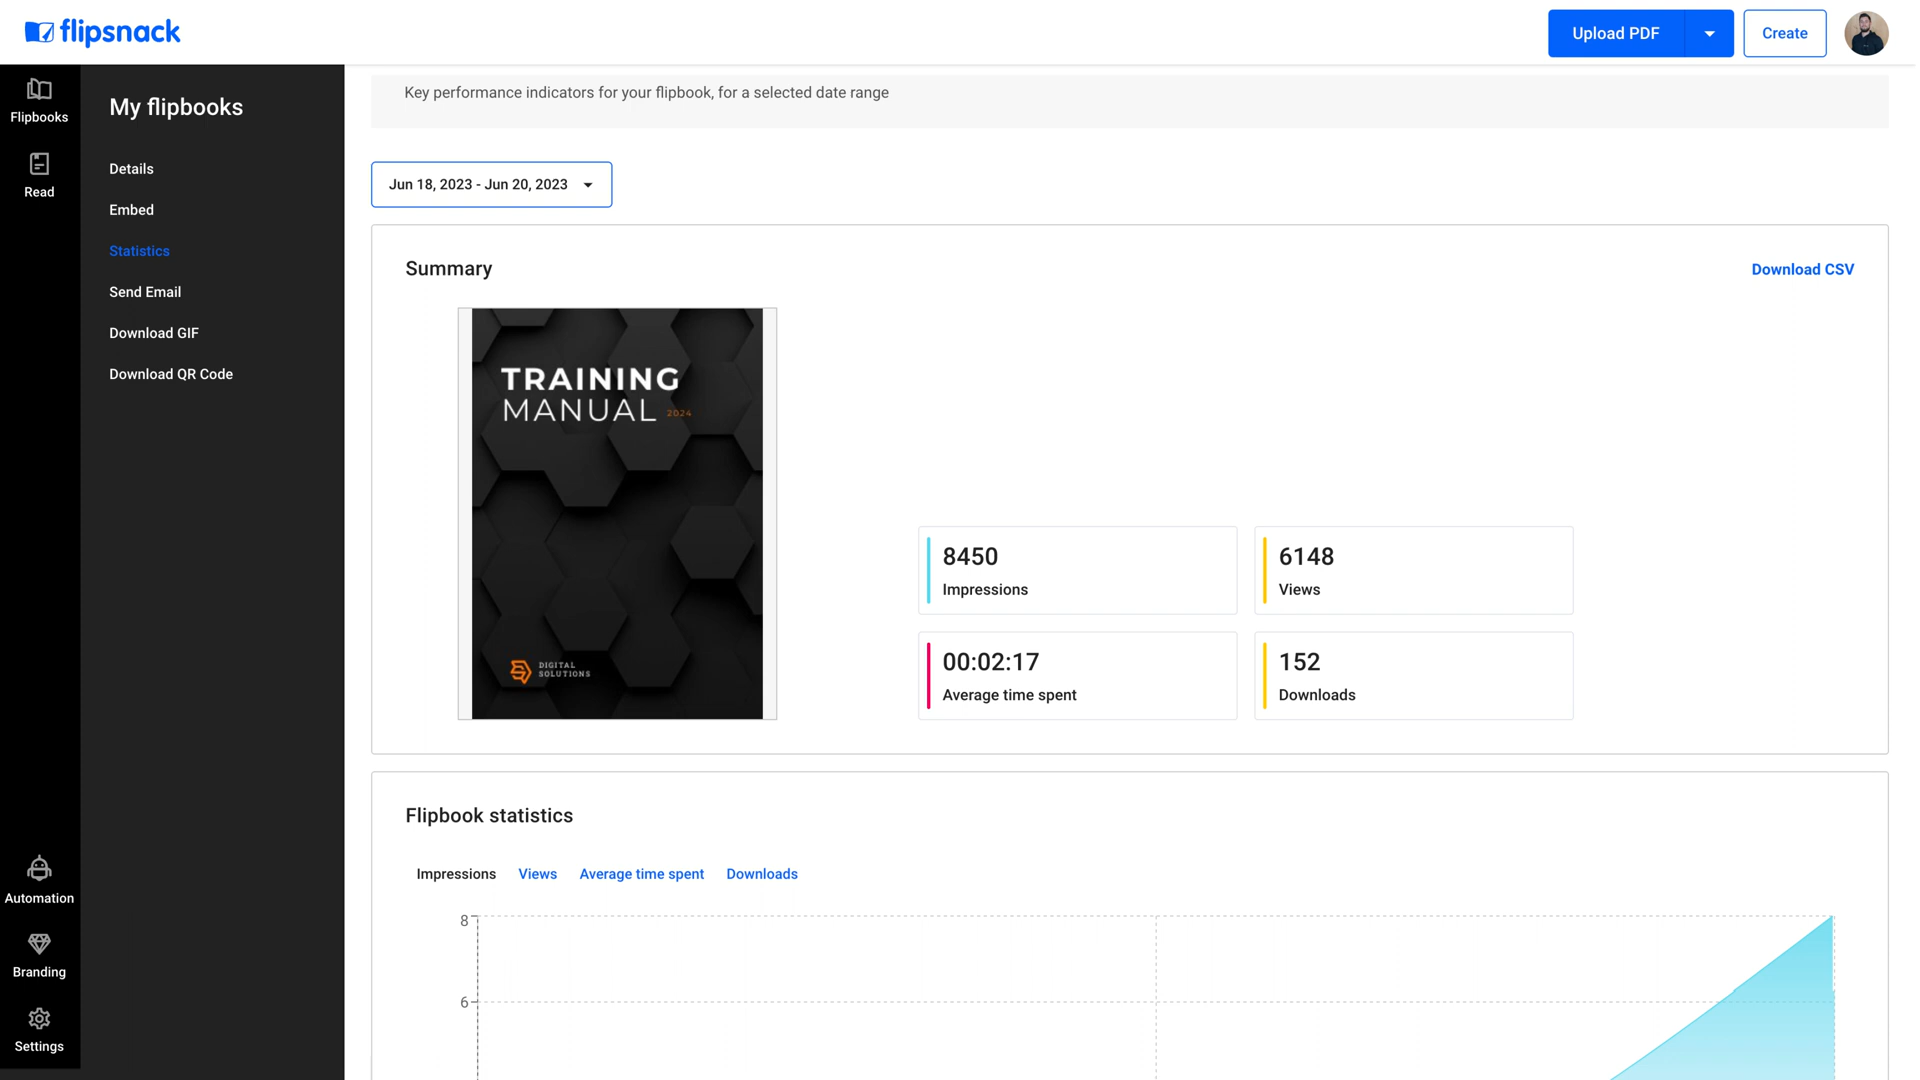 flipsnack
Upload PDF
Create
Flipbooks
Read
Automation
Branding
Settings
My flipbooks
Details
Embed
Statistics
Send Email
Download GIF
Download QR Code
Key performance indicators for your flipbook, for a selected date range
Jun 18, 2023 - Jun 20, 2023
Summary
Download CSV
TRAINING
MANUAL 2024
DIGITAL
SOLUTIONS
8450
Impressions
6148
Views
00:02:17
Average time spent
152
Downloads
Flipbook statistics
Impressions Views Average time spent Downloads
8
6